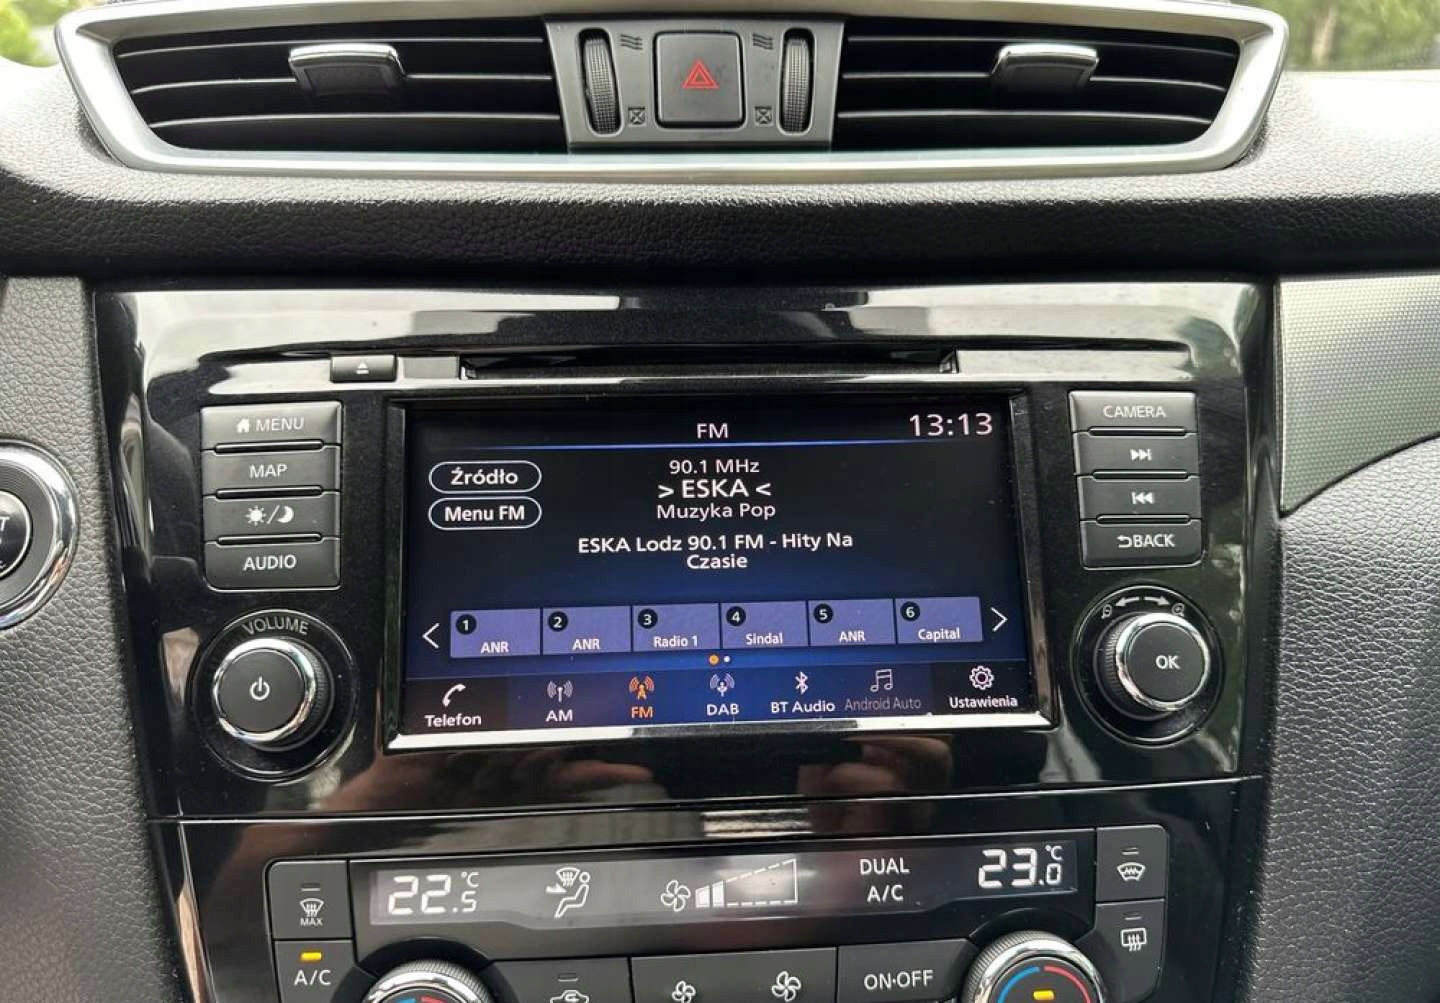 FM
13:13
MENU
MAP
AUDIO
VOLUME
Źródło
Menu FM
90.1 MHz
> ESKA <
Muzyka Pop
ESKA Lodz 90.1 FM - Hity Na
Czasie
1 ANR
2 ANR
3 Radio 1
4 Sindal
5 ANR
6 Capital
Telefon
AM
FM
DAB
BT Audio
Android Auto
Ustawienia
CAMERA
BACK
OK
MAX
22.5 °C
DUAL
A/C
23.0 °C
A/C
ON·OFF